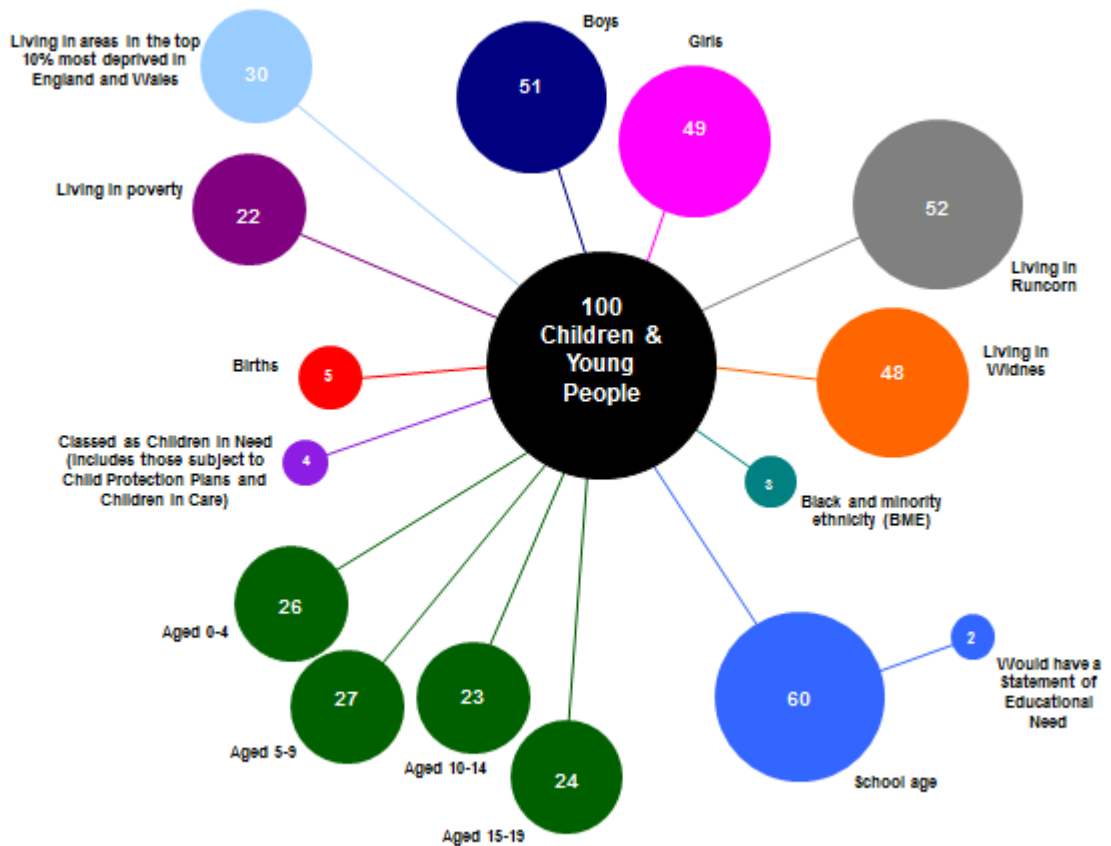 Boys
51
Girls
49
Living in areas in the top
10% most deprived in
England and Wales
30
Living in poverty
22
52
Living in
Runcorn
100
Children &
Young
People
Births
5
48
Living in
Widnes
Classed as Children in Need
(includes those subject to
Child Protection Plans and
Children in Care)
4
Black and minority
ethnicity (BME)
26
Aged 0-4
27
Aged 5-9
23
Aged 10-14
24
Aged 15-19
60
School age
2
Would have a
Statement of
Educational
Need